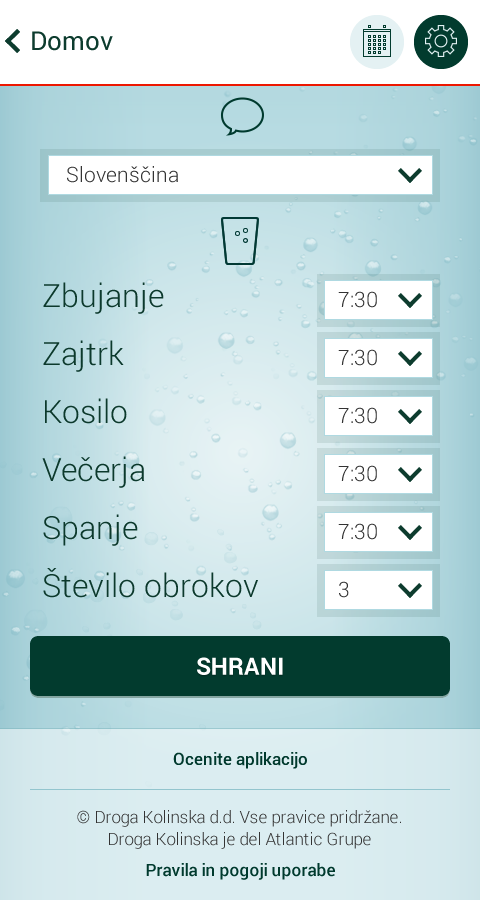 Domov
Slovenščina
Zbujanje 7:30
Zajtrk 7:30
Kosilo 7:30
Večerja 7:30
Spanje 7:30
Število obrokov 3
SHRANI
Ocenite aplikacijo
© Droga Kolinska d.d. Vse pravice pridržane.
Droga Kolinska je del Atlantic Grupe
Pravila in pogoji uporabe